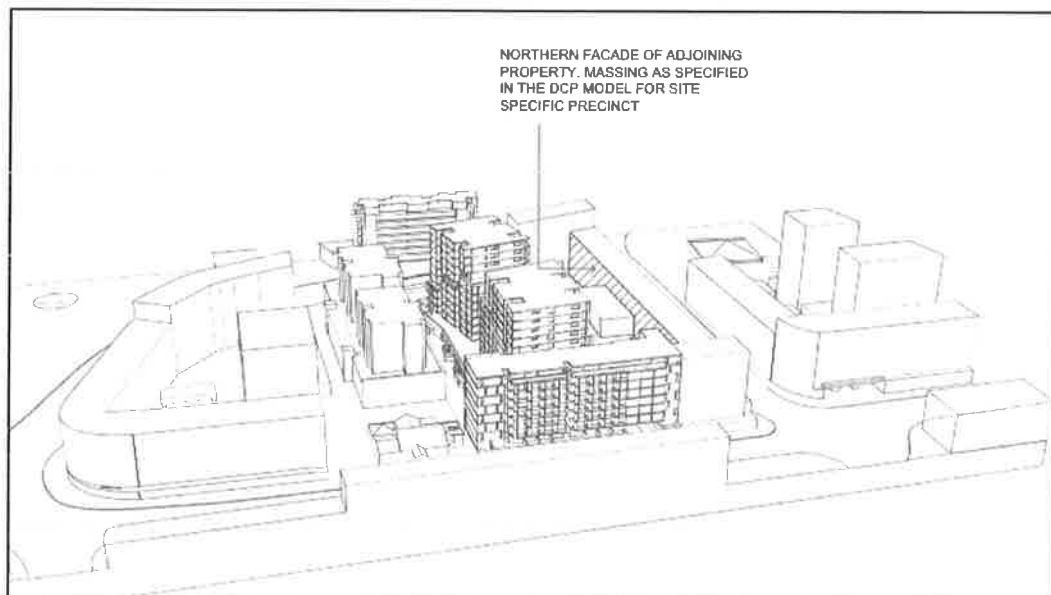 NORTHERN FACADE OF ADJOINING
PROPERTY. MASSING AS SPECIFIED
IN THE DCP MODEL FOR SITE
SPECIFIC PRECINCT